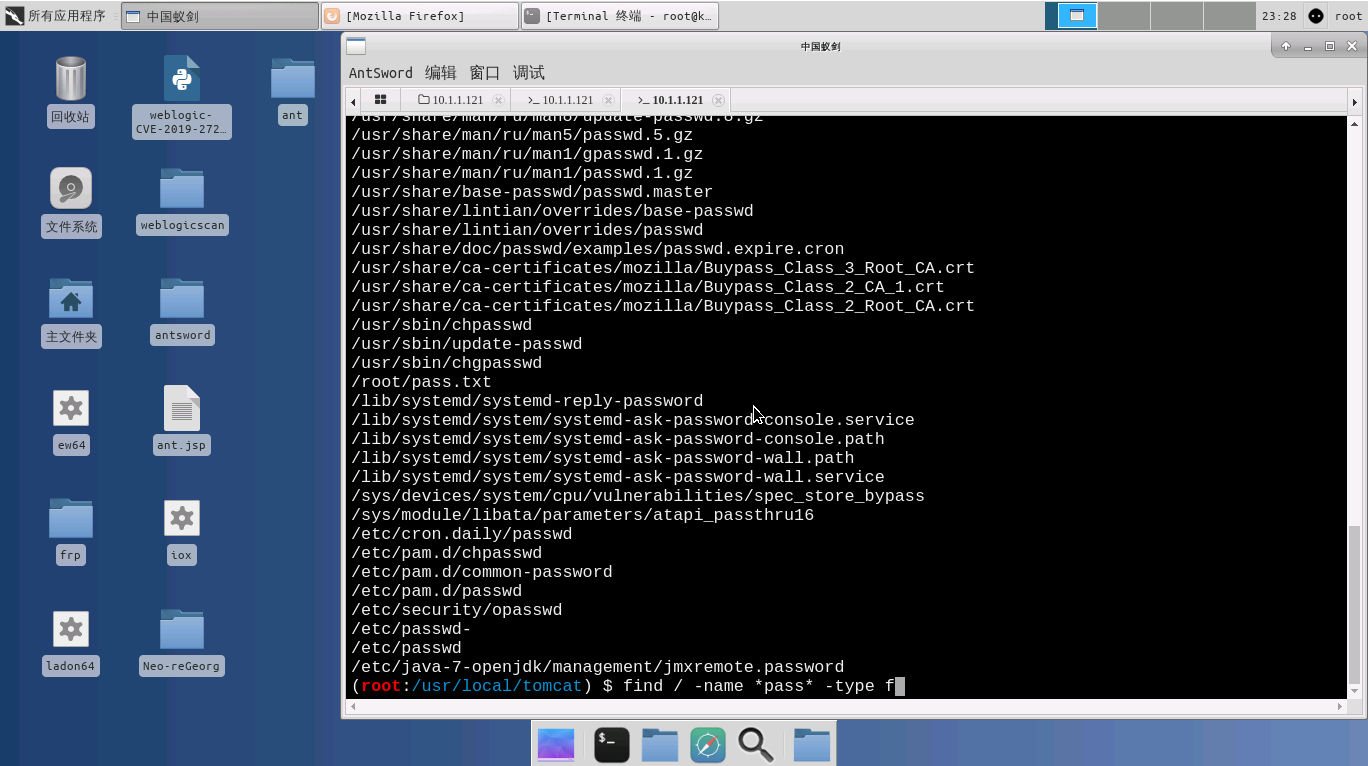 所有应用程序
中国蚁剑
[Mozilla Firefox]
[Terminal 终端 - root@k…
23:28
root
回收站
weblogic-
CVE-2019-272…
ant
文件系统
weblogicscan
主文件夹
antsword
ew64
ant.jsp
frp
iox
ladon64
Neo-reGeorg
中国蚁剑
AntSword 编辑 窗口 调试
10.1.1.121
>_ 10.1.1.121
>_ 10.1.1.121
/usr/share/man/ru/man8/update-passwd.8.gz
/usr/share/man/ru/man5/passwd.5.gz
/usr/share/man/ru/man1/gpasswd.1.gz
/usr/share/man/ru/man1/passwd.1.gz
/usr/share/base-passwd/passwd.master
/usr/share/lintian/overrides/base-passwd
/usr/share/lintian/overrides/passwd
/usr/share/doc/passwd/examples/passwd.expire.cron
/usr/share/ca-certificates/mozilla/Buypass_Class_3_Root_CA.crt
/usr/share/ca-certificates/mozilla/Buypass_Class_2_CA_1.crt
/usr/share/ca-certificates/mozilla/Buypass_Class_2_Root_CA.crt
/usr/sbin/chpasswd
/usr/sbin/update-passwd
/usr/sbin/chgpasswd
/root/pass.txt
/lib/systemd/systemd-reply-password
/lib/systemd/system/systemd-ask-password-console.service
/lib/systemd/system/systemd-ask-password-console.path
/lib/systemd/system/systemd-ask-password-wall.path
/lib/systemd/system/systemd-ask-password-wall.service
/sys/devices/system/cpu/vulnerabilities/spec_store_bypass
/sys/module/libata/parameters/atapi_passthru16
/etc/cron.daily/passwd
/etc/pam.d/chpasswd
/etc/pam.d/common-password
/etc/pam.d/passwd
/etc/security/opasswd
/etc/passwd-
/etc/passwd
/etc/java-7-openjdk/management/jmxremote.password
(root:/usr/local/tomcat) $ find / -name *pass* -type f
$_